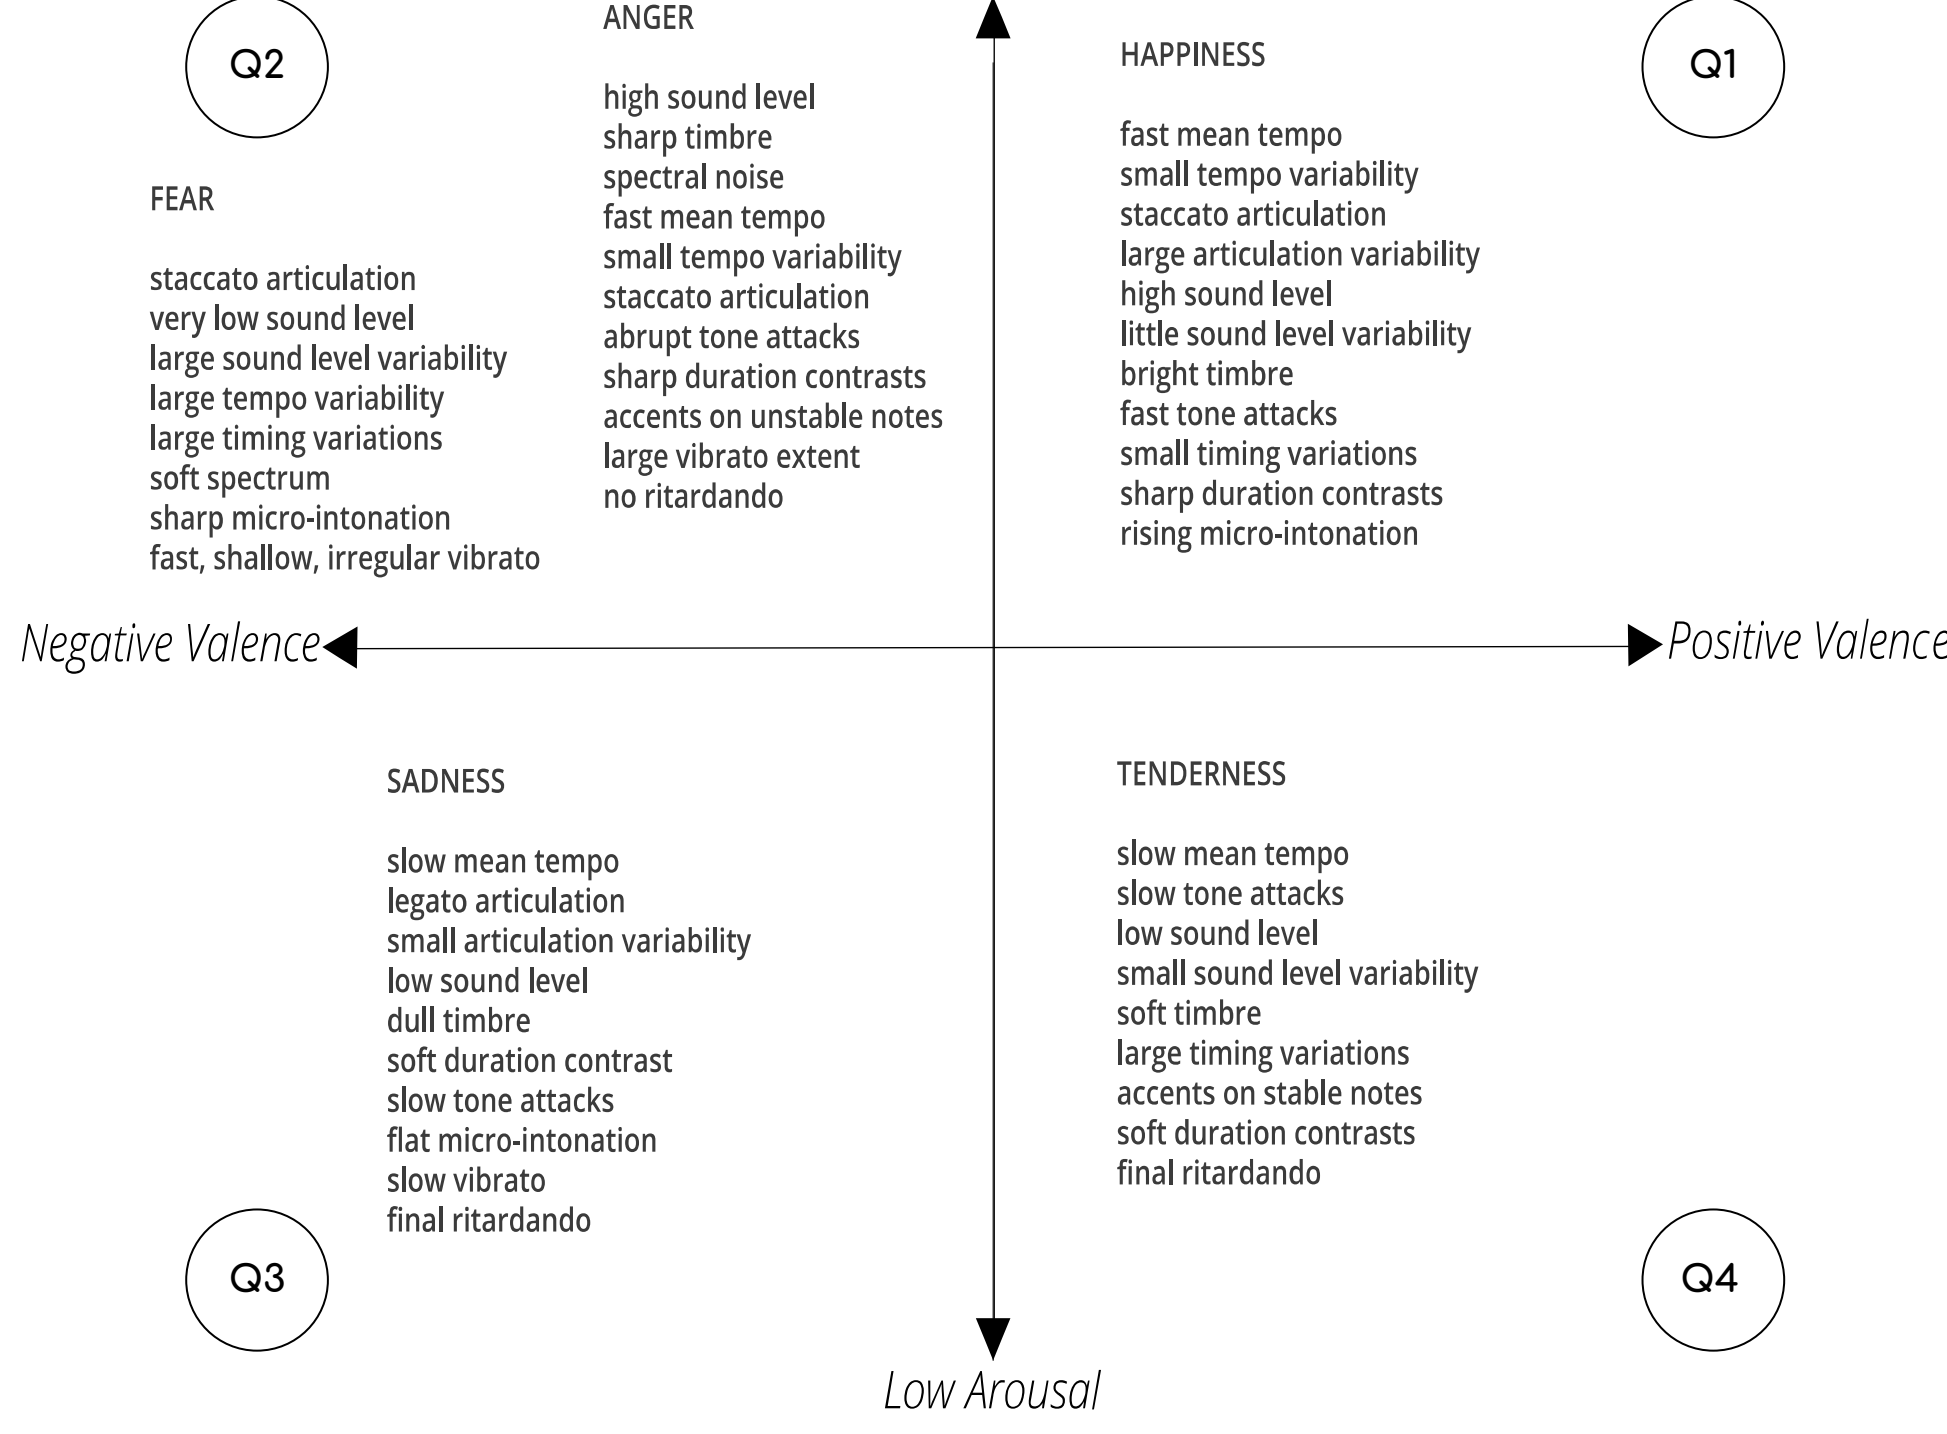 Q2
ANGER
high sound level
sharp timbre
spectral noise
fast mean tempo
small tempo variability
staccato articulation
abrupt tone attacks
sharp duration contrasts
accents on unstable notes
large vibrato extent
no ritardando
HAPPINESS
fast mean tempo
small tempo variability
staccato articulation
large articulation variability
high sound level
little sound level variability
bright timbre
fast tone attacks
small timing variations
sharp duration contrasts
rising micro-intonation
Q1
FEAR
staccato articulation
very low sound level
large sound level variability
large tempo variability
large timing variations
soft spectrum
sharp micro-intonation
fast, shallow, irregular vibrato
Negative Valence
Positive Valence
SADNESS
slow mean tempo
legato articulation
small articulation variability
low sound level
dull timbre
soft duration contrast
slow tone attacks
flat micro-intonation
slow vibrato
final ritardando
TENDERNESS
slow mean tempo
slow tone attacks
low sound level
small sound level variability
soft timbre
large timing variations
accents on stable notes
soft duration contrasts
final ritardando
Q3
Q4
Low Arousal